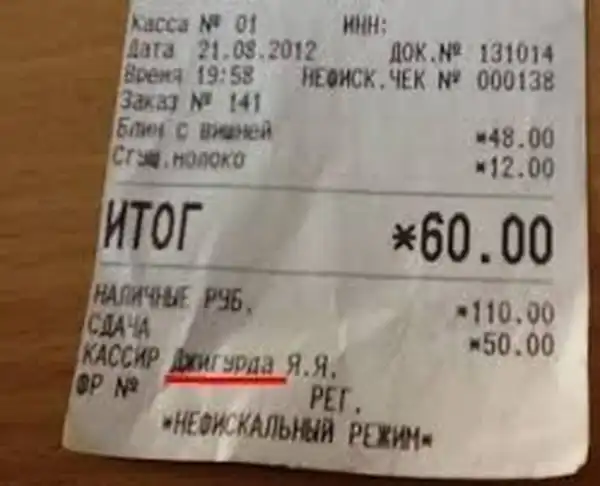 Касса № 01 ИНН:
Дата 21.08.2012 ДОК.№ 131014
Время 19:58 НЕФИСК.ЧЕК № 000138
Заказ № 141
Блин с вишней *48.00
Сгущ.молоко *12.00
ИТОГ *60.00
НАЛИЧНЫЕ РУБ. *110.00
СДАЧА *50.00
КАССИР Джигурда Я.Я.
ФР № РЕГ.
*НЕФИСКАЛЬНЫЙ РЕЖИМ*